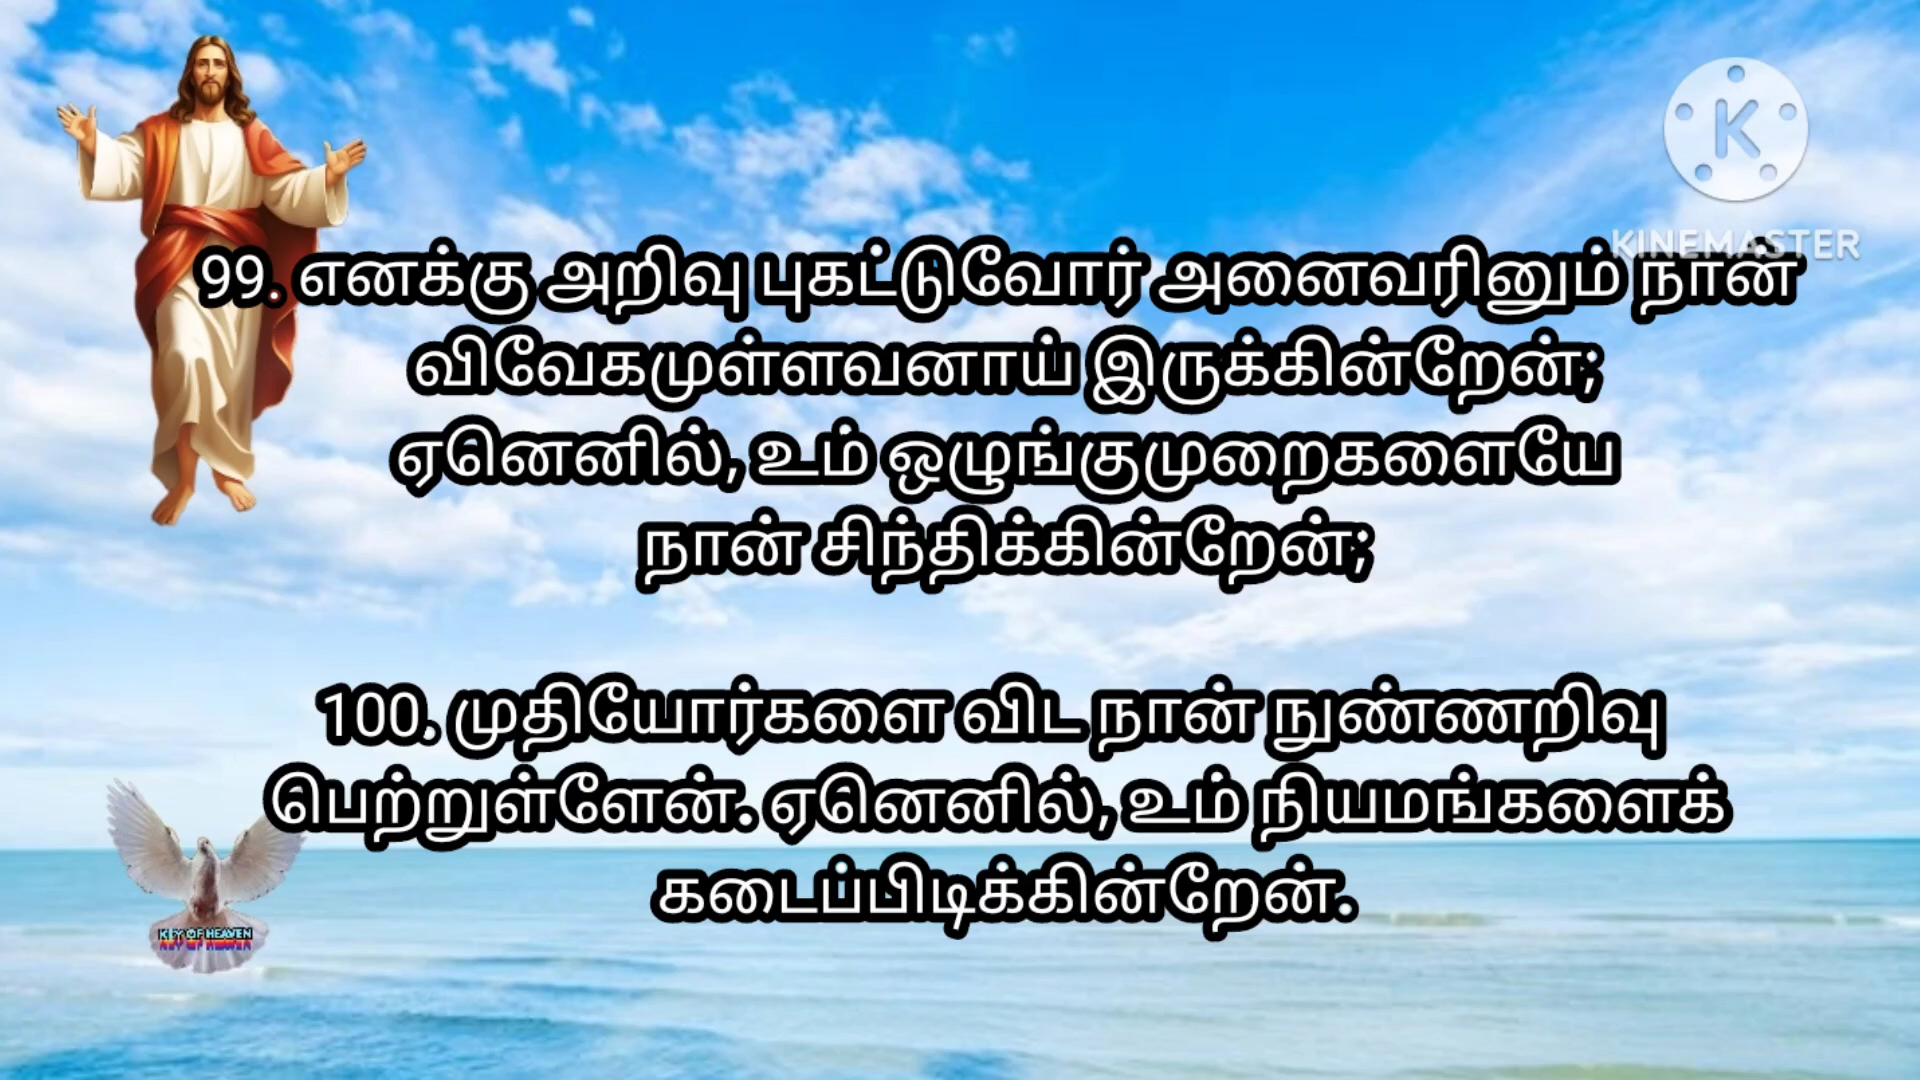 KINEMASTER
99. எனக்கு அறிவு புகட்டுவோர் அனைவரினும் நான்
விவேகமுள்ளவனாய் இருக்கின்றேன்;
ஏனெனில், உம் ஒழுங்குமுறைகளையே
நான் சிந்திக்கின்றேன்;
100. முதியோர்களை விட நான் நுண்ணறிவு
பெற்றுள்ளேன். ஏனெனில், உம் நியமங்களைக்
கடைப்பிடிக்கின்றேன்.
KEY OF HEAVEN